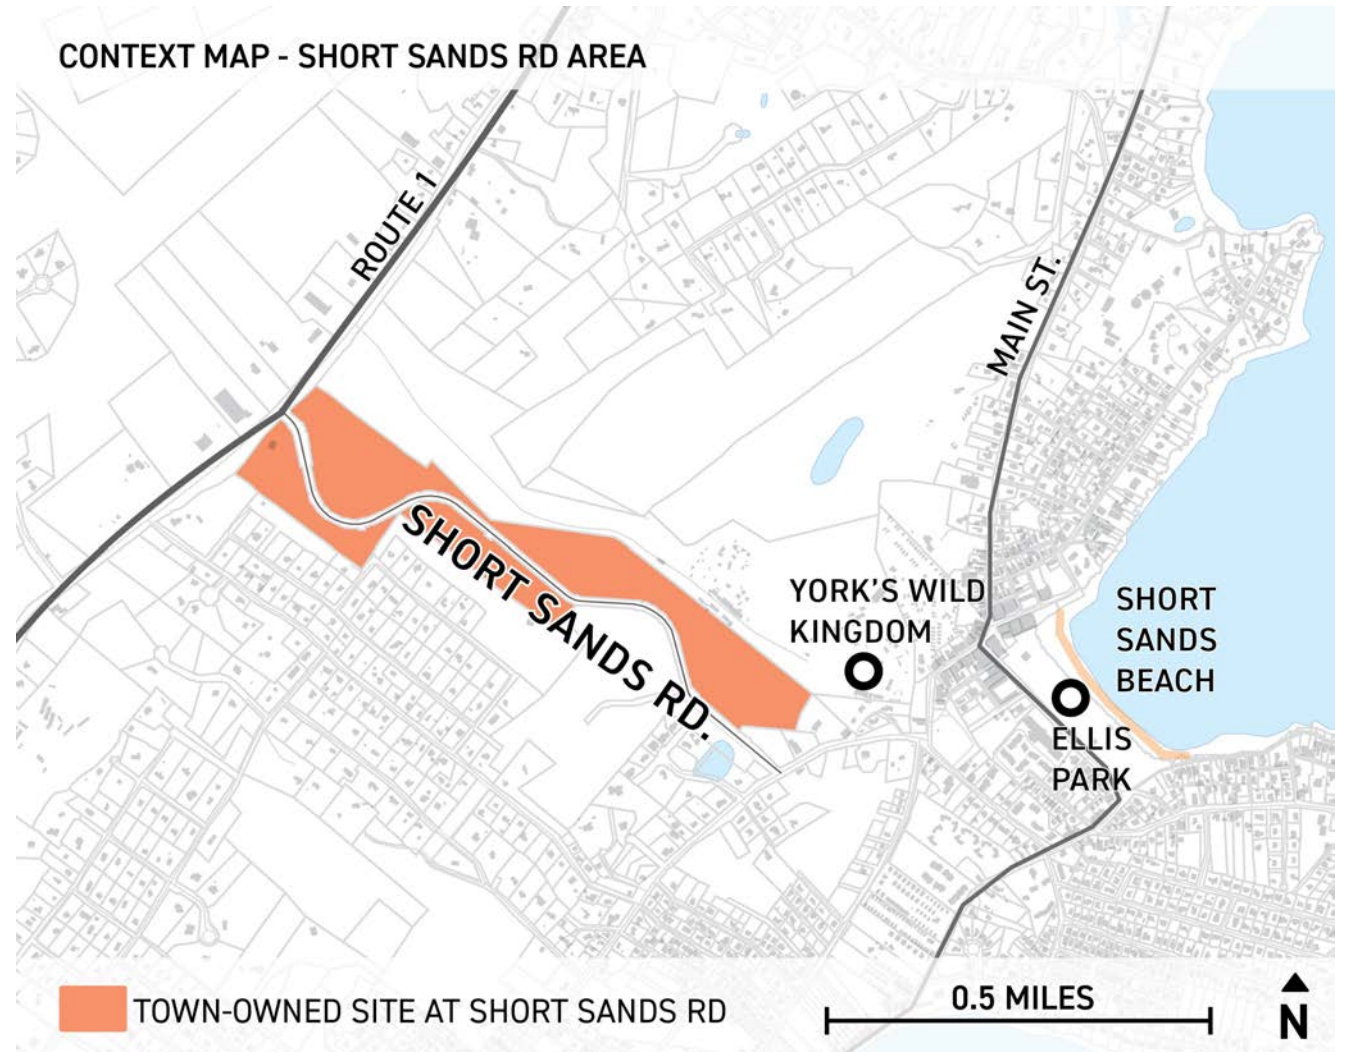 CONTEXT MAP - SHORT SANDS RD AREA
ROUTE 1
MAIN ST.
SHORT SANDS RD.
YORK'S WILD
KINGDOM
SHORT
SANDS
BEACH
ELLIS
PARK
TOWN-OWNED SITE AT SHORT SANDS RD
0.5 MILES
N